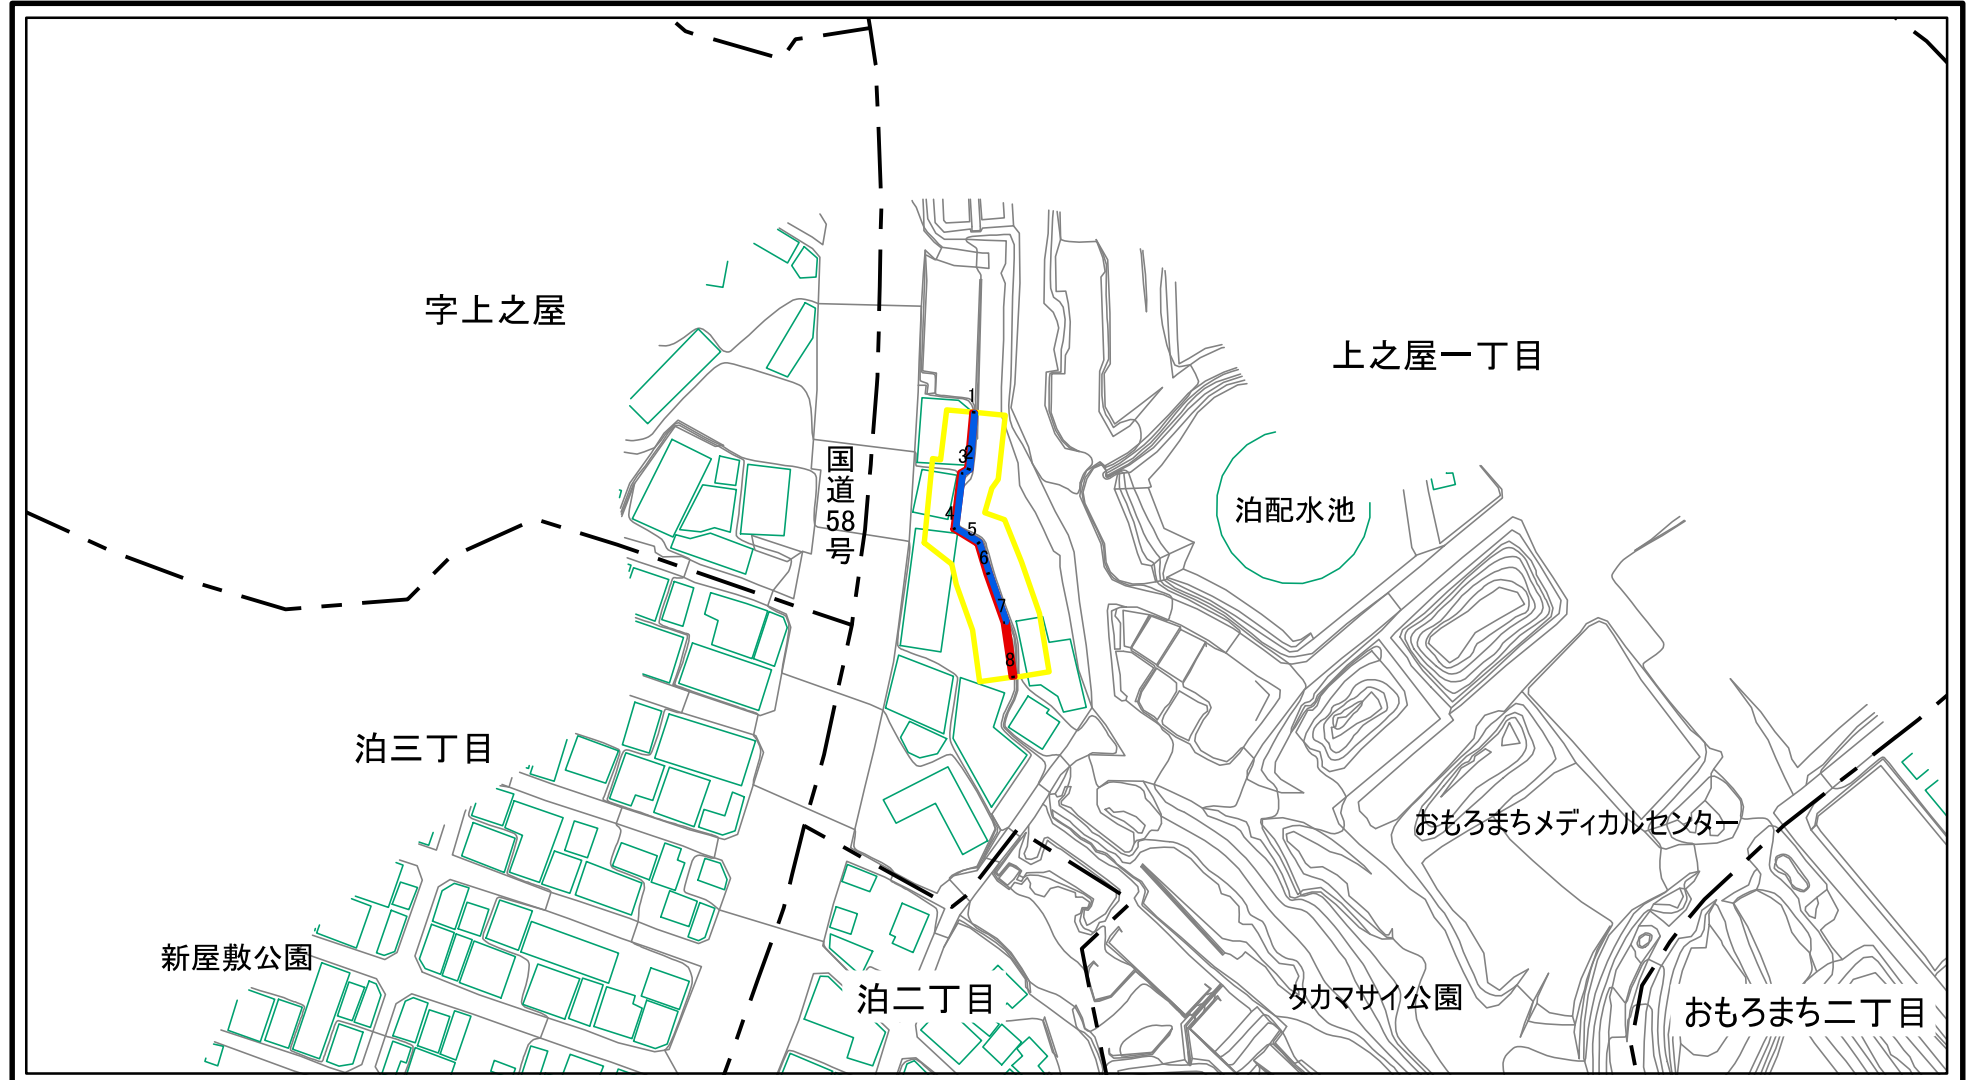 字上之屋
上之屋一丁目
1
2
3
国道58号
泊配水池
4
5
6
7
8
泊三丁目
おもろまちメディカルセンター
新屋敷公園
泊二丁目
タカマサイ公園
おもろまち二丁目